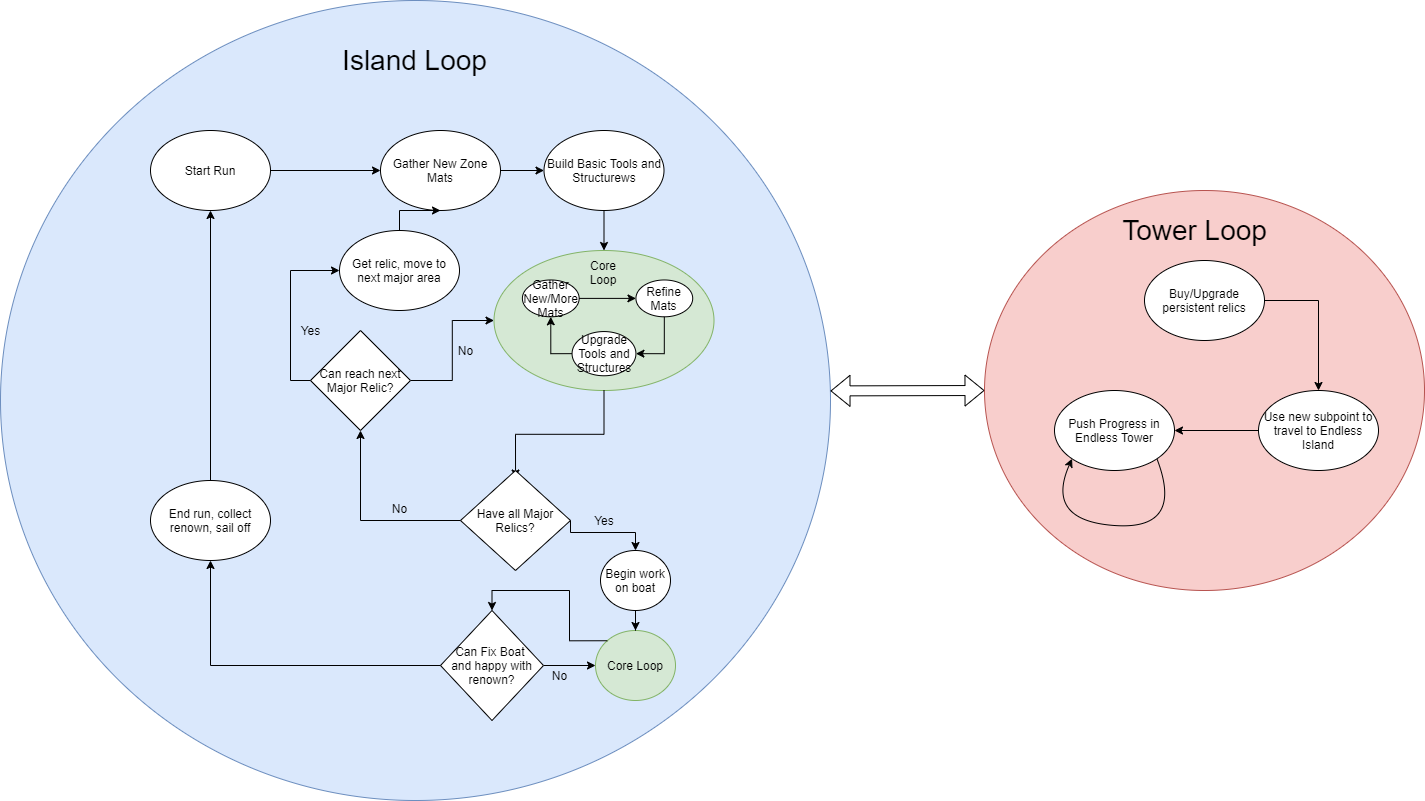 Island Loop
Start Run
Gather New Zone
Mats
Build Basic Tools and
Structurews
Get relic, move to
next major area
Core
Loop
Gather
New/More
Mats
Refine
Mats
Upgrade
Tools and
Structures
Yes
No
Can reach next
Major Relic?
End run, collect
renown, sail off
No
Have all Major
Relics?
Yes
Begin work
on boat
Can Fix Boat
and happy with
renown?
No
Core Loop
Tower Loop
Buy/Upgrade
persistent relics
Push Progress in
Endless Tower
Use new subpoint to
travel to Endless
Island